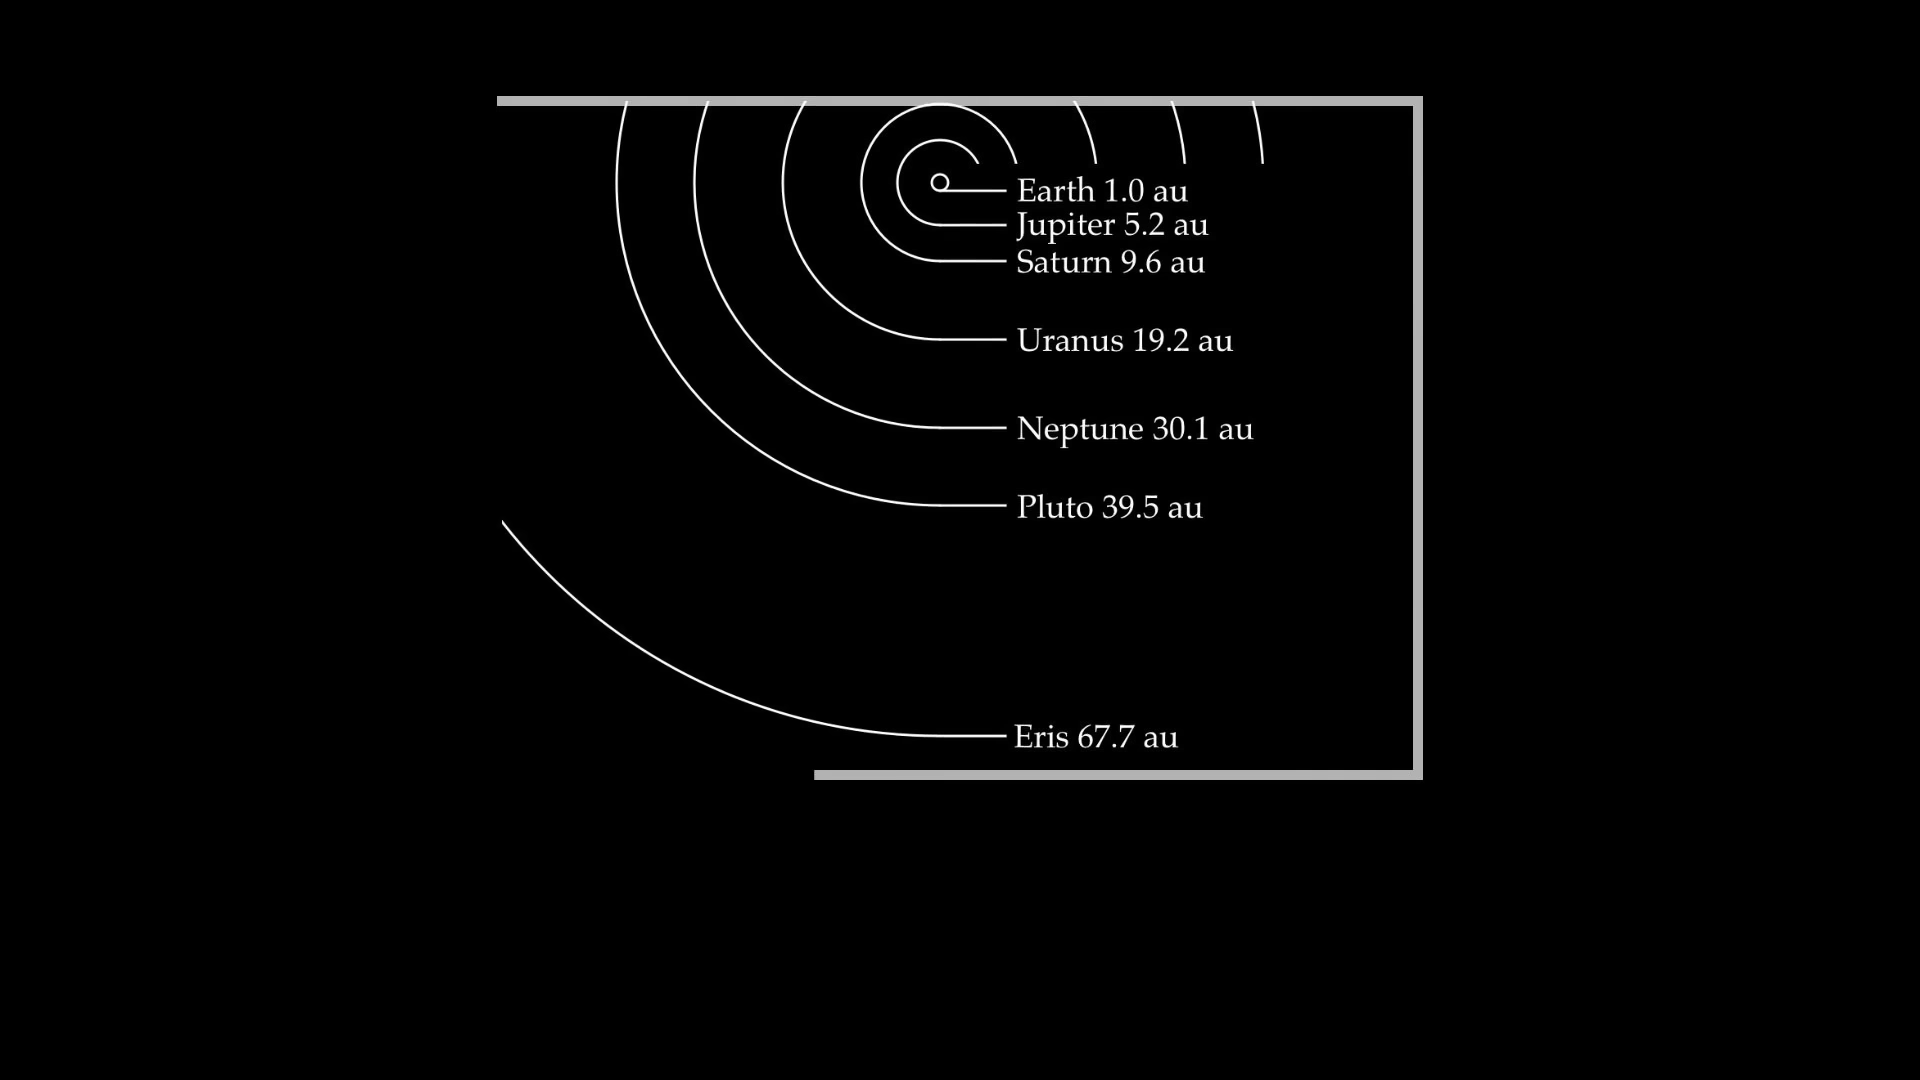 Earth 1.0 au
Jupiter 5.2 au
Saturn 9.6 au
Uranus 19.2 au
Neptune 30.1 au
Pluto 39.5 au
Eris 67.7 au